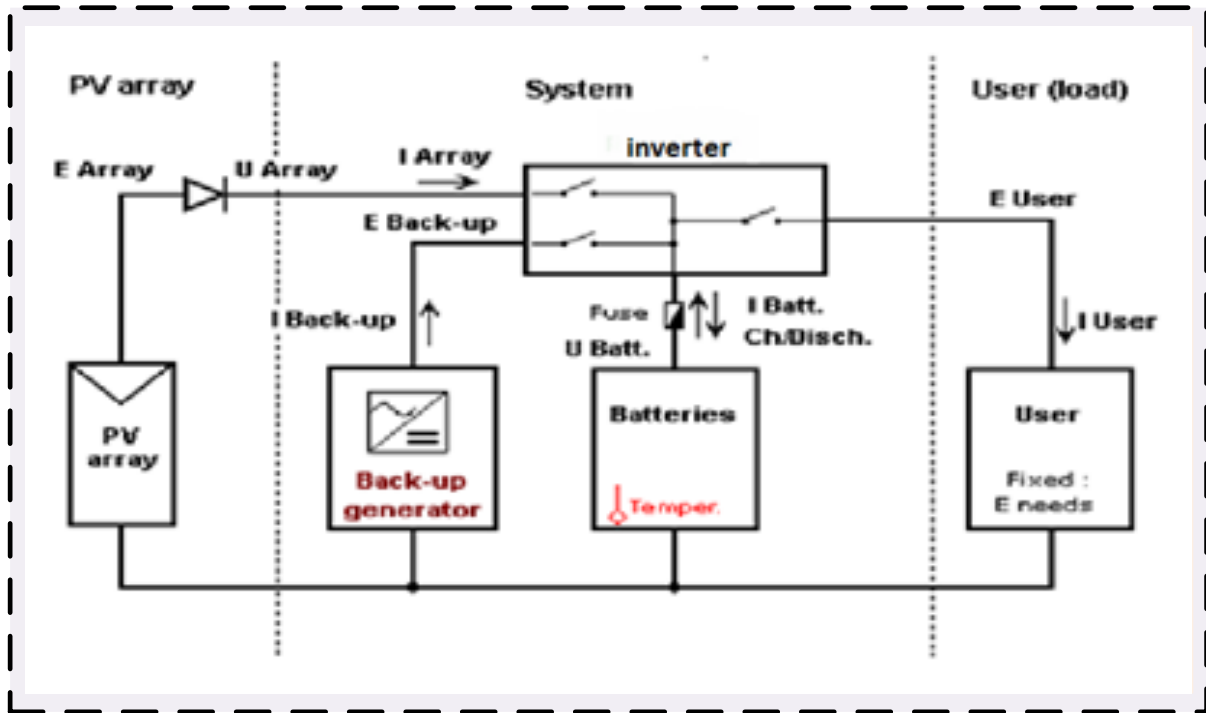 PV array
System
User (load)
inverter
E Array
U Array
I Array
E Back-up
E User
I Back-up
Fuse
U Batt.
I Batt.
Ch/Disch.
I User
PV
array
Back-up
generator
Batteries
Temper.
User
Fixed :
E needs